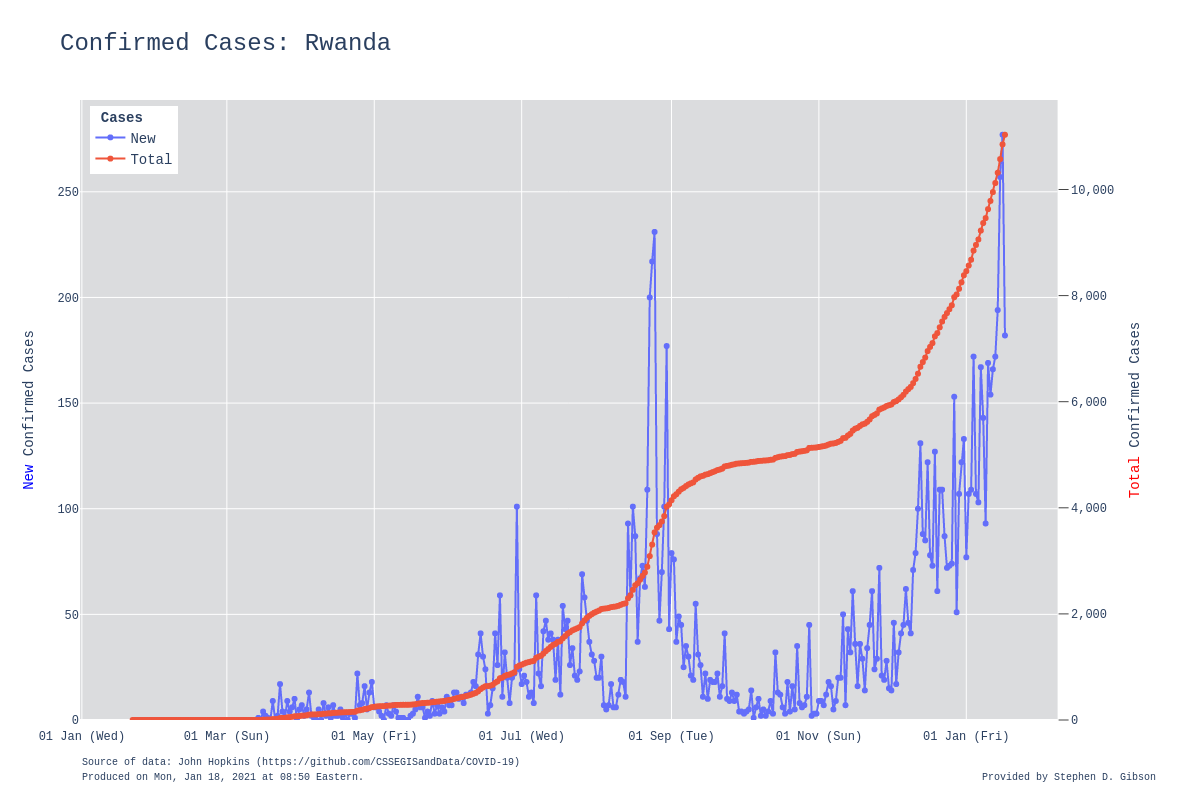 Confirmed Cases: Rwanda
Cases
New
Total
250
200
150
100
50
0
10,000
8,000
6,000
4,000
2,000
0
New Confirmed Cases
Total Confirmed Cases
01 Jan (Wed)
01 Mar (Sun)
01 May (Fri)
01 Jul (Wed)
01 Sep (Tue)
01 Nov (Sun)
01 Jan (Fri)
Source of data: John Hopkins (https://github.com/CSSEGISandData/COVID-19)
Produced on Mon, Jan 18, 2021 at 08:50 Eastern.
Provided by Stephen D. Gibson